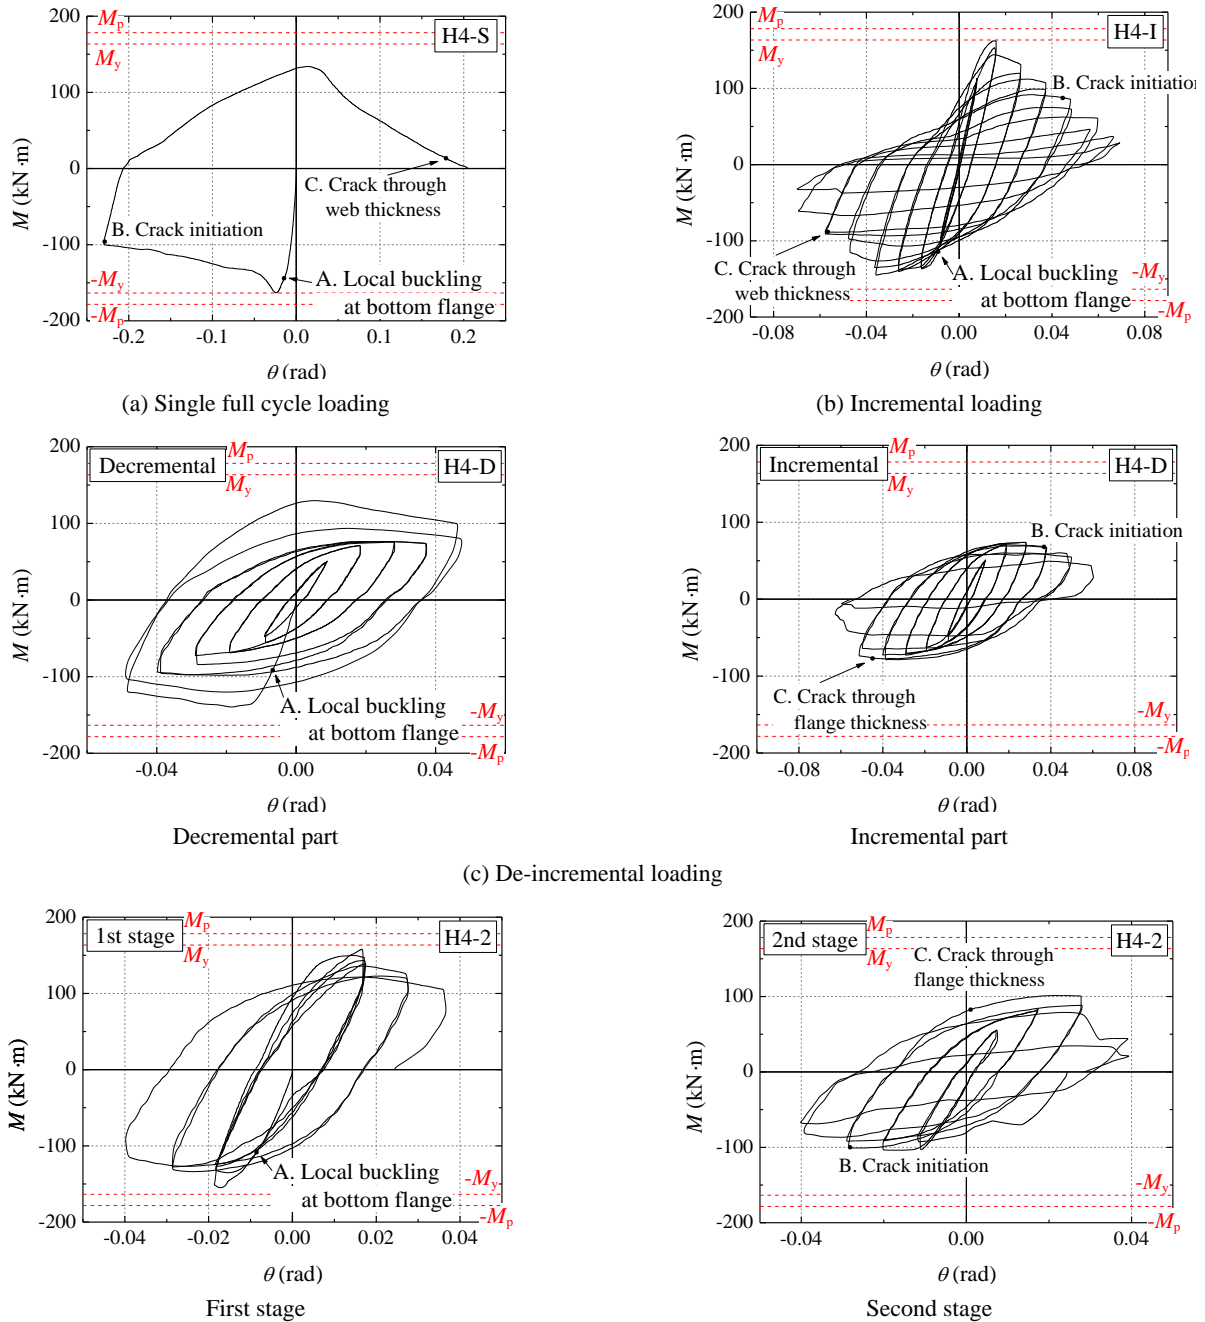 200
100
0
-100
-200
M (kN·m)
Mp
My
H4-S
B. Crack initiation
C. Crack through
web thickness
A. Local buckling
at bottom flange
-My
-Mp
-0.2
-0.1
0.0
0.1
0.2
θ (rad)
(a) Single full cycle loading
200
100
0
-100
-200
M (kN·m)
Mp
My
H4-I
B. Crack initiation
C. Crack through
web thickness
A. Local buckling
at bottom flange
-My
-Mp
-0.08
-0.04
0.00
0.04
0.08
θ (rad)
(b) Incremental loading
200
100
0
-100
-200
M (kN·m)
Decremental
Mp
My
H4-D
A. Local buckling
at bottom flange
-My
-Mp
-0.04
0.00
0.04
θ (rad)
Decremental part
200
100
0
-100
-200
M (kN·m)
Incremental
Mp
My
H4-D
B. Crack initiation
C. Crack through
flange thickness
-My
-Mp
-0.08
-0.04
0.00
0.04
0.08
θ (rad)
Incremental part
(c) De-incremental loading
200
100
0
-100
-200
M (kN·m)
1st stage
Mp
My
H4-2
A. Local buckling
at bottom flange
-My
-Mp
-0.04
-0.02
0.00
0.02
0.04
θ (rad)
First stage
200
100
0
-100
-200
M (kN·m)
2nd stage
Mp
My
H4-2
C. Crack through
flange thickness
B. Crack initiation
-My
-Mp
-0.04
0.00
0.04
θ (rad)
Second stage